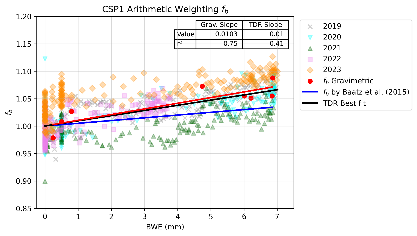 CSP1 Arithmetic Weighting f_b
Grav. Slope TDR Slope
Value 0.0103 0.01
r² 0.75 0.41
1.20
1.15
1.10
1.05
1.00
0.95
0.90
0.85
f_b
0 1 2 3 4 5 6 7
BWE (mm)
2019
2020
2021
2022
2023
f_b Gravimetric
f_b by Baatz et al. (2015)
TDR Best fit